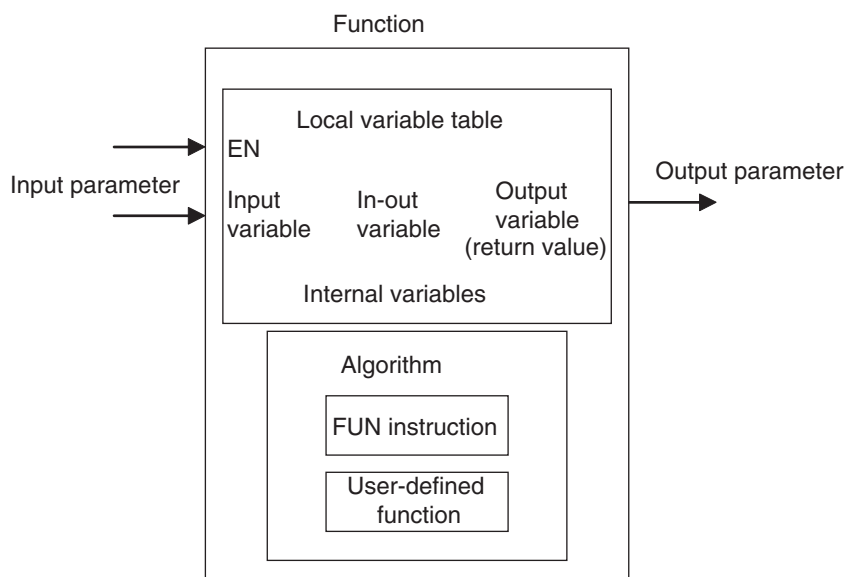 Function
Local variable table
EN
Input parameter
Output parameter
Input
variable
In-out
variable
Output
variable
(return value)
Internal variables
Algorithm
FUN instruction
User-defined
function